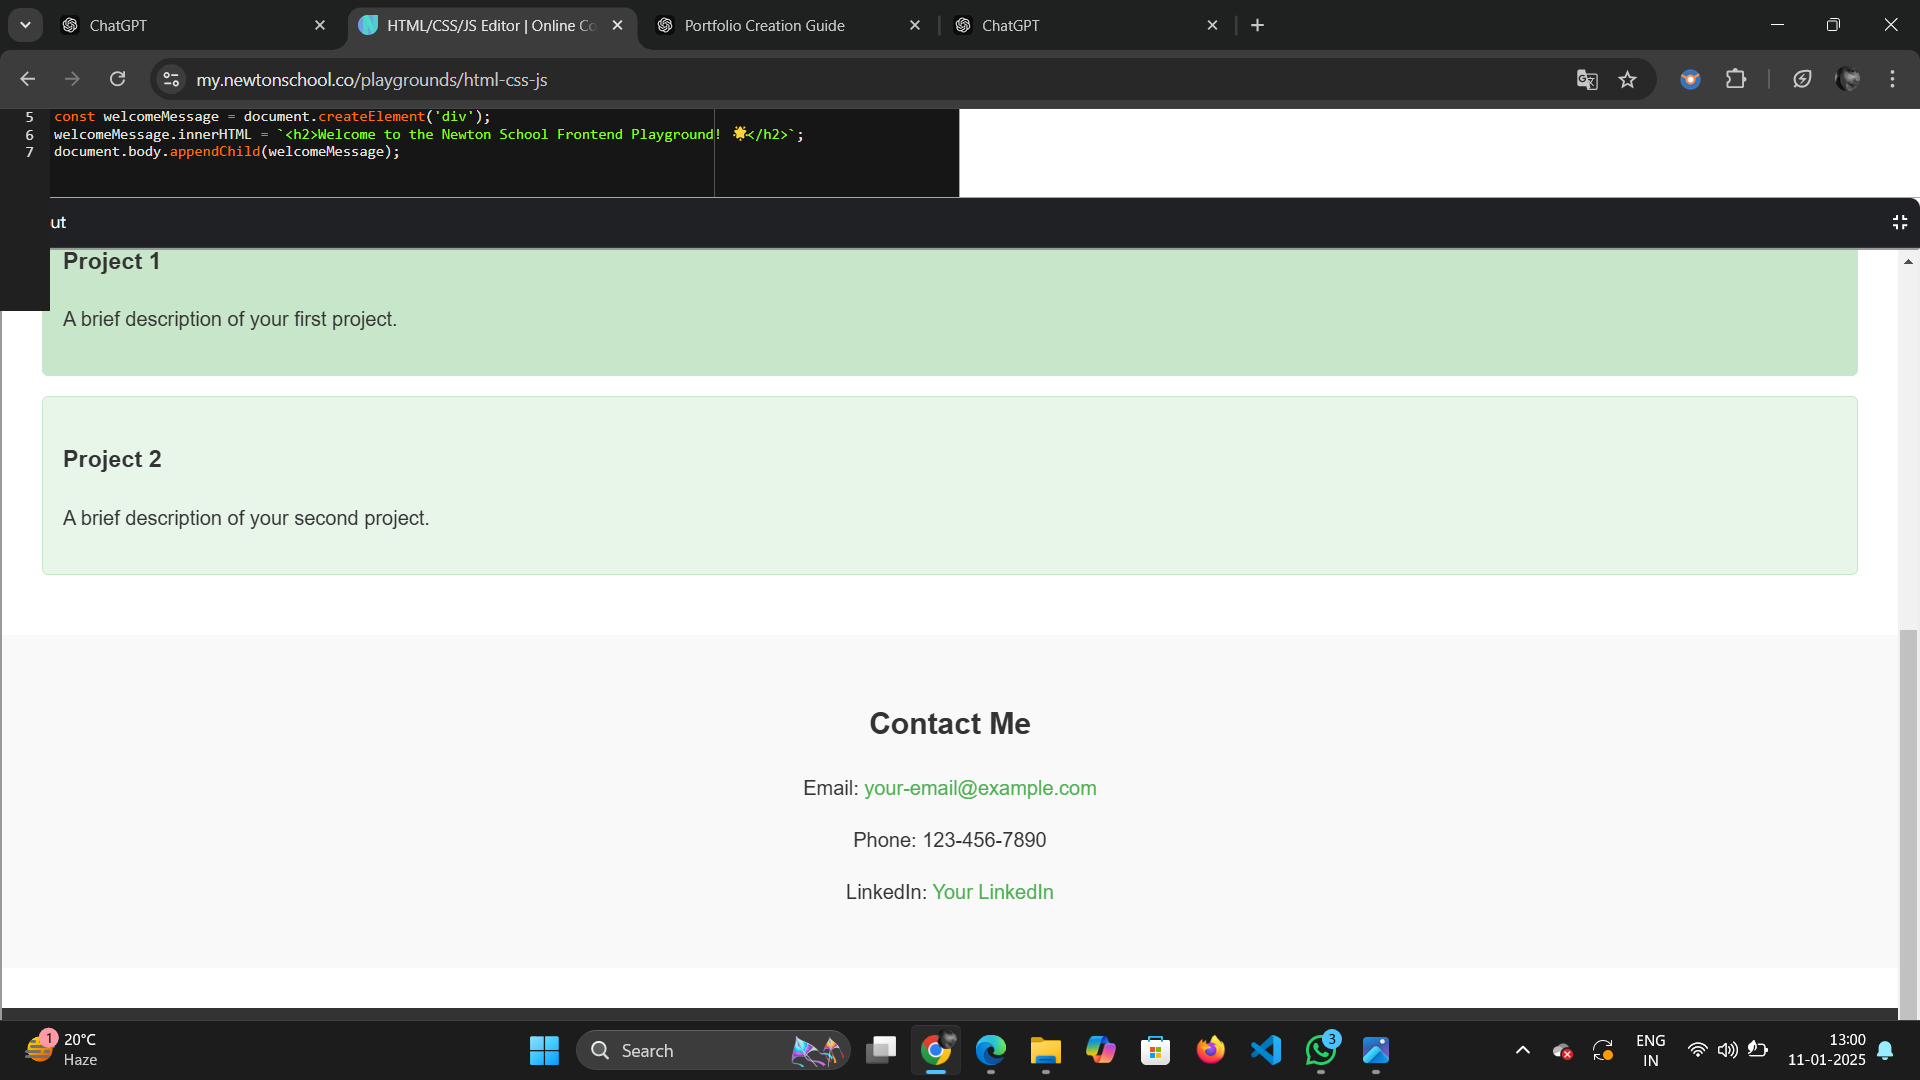 ChatGPT
HTML/CSS/JS Editor | Online Co
Portfolio Creation Guide
ChatGPT
my.newtonschool.co/playgrounds/html-css-js
5 const welcomeMessage = document.createElement('div');
6 welcomeMessage.innerHTML = `<h2>Welcome to the Newton School Frontend Playground! 🌟</h2>`;
7 document.body.appendChild(welcomeMessage);
ut
Project 1
A brief description of your first project.
Project 2
A brief description of your second project.
Contact Me
Email: your-email@example.com
Phone: 123-456-7890
LinkedIn: Your LinkedIn
1
20°C
Haze
Search
3
ENG
IN
13:00
11-01-2025